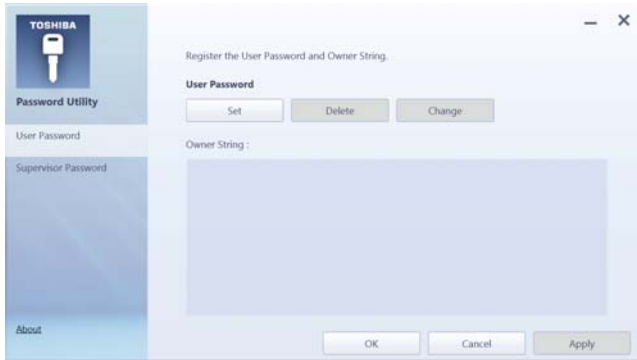 TOSHIBA
Password Utility
User Password
Supervisor Password
About
Register the User Password and Owner String.
User Password
Set Delete Change
Owner String :
OK Cancel Apply